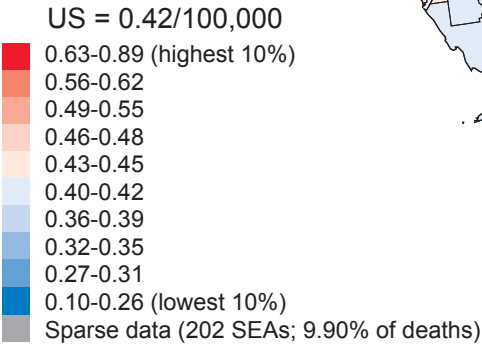 US = 0.42/100,000
0.63-0.89 (highest 10%)
0.56-0.62
0.49-0.55
0.46-0.48
0.43-0.45
0.40-0.42
0.36-0.39
0.32-0.35
0.27-0.31
0.10-0.26 (lowest 10%)
Sparse data (202 SEAs; 9.90% of deaths)